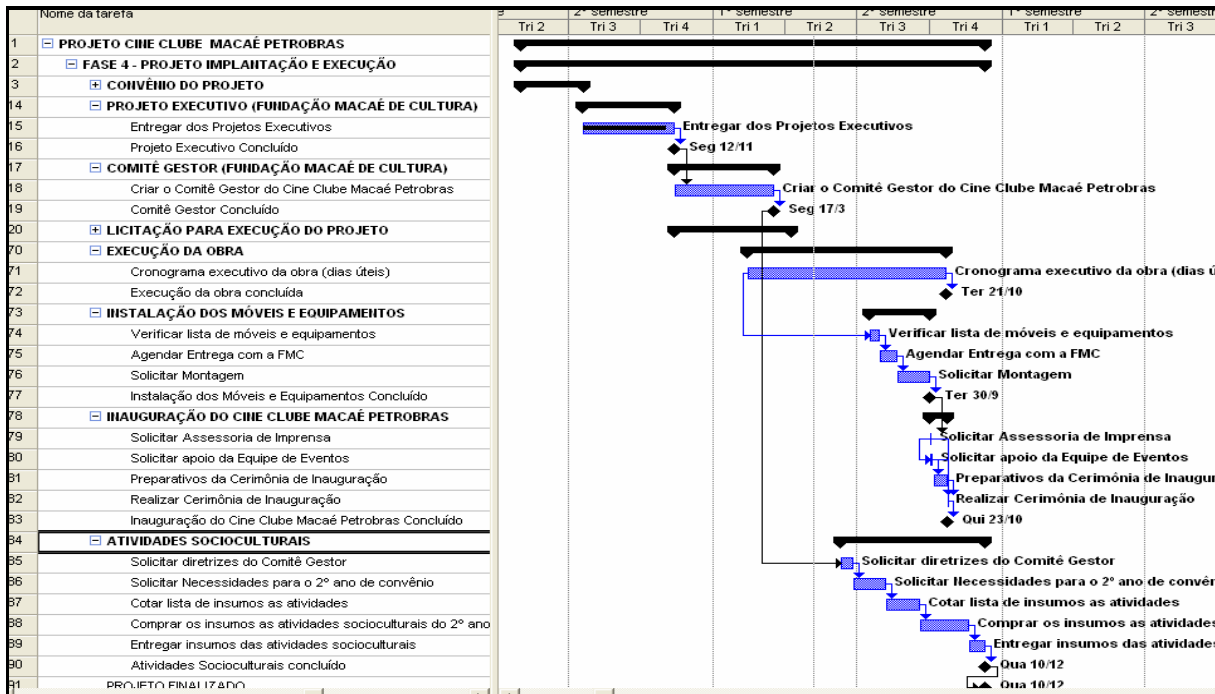 Nome da tarefa
2º semestre 1º semestre 2º semestre 1º semestre 2º semestre
Tri 2 Tri 3 Tri 4 Tri 1 Tri 2 Tri 3 Tri 4 Tri 1 Tri 2 Tri 3
1 PROJETO CINE CLUBE MACAÉ PETROBRAS
2 FASE 4 - PROJETO IMPLANTAÇÃO E EXECUÇÃO
3 CONVÊNIO DO PROJETO
14 PROJETO EXECUTIVO (FUNDAÇÃO MACAÉ DE CULTURA)
15 Entregar dos Projetos Executivos Entregar dos Projetos Executivos
16 Projeto Executivo Concluído Seg 12/11
17 COMITÊ GESTOR (FUNDAÇÃO MACAÉ DE CULTURA)
18 Criar o Comitê Gestor do Cine Clube Macaé Petrobras Criar o Comitê Gestor do Cine Clube Macaé Petrobras
19 Comitê Gestor Concluído Seg 17/3
20 LICITAÇÃO PARA EXECUÇÃO DO PROJETO
70 EXECUÇÃO DA OBRA
71 Cronograma executivo da obra (dias úteis) Cronograma executivo da obra (dias ú
72 Execução da obra concluída Ter 21/10
73 INSTALAÇÃO DOS MÓVEIS E EQUIPAMENTOS
74 Verificar lista de móveis e equipamentos Verificar lista de móveis e equipamentos
75 Agendar Entrega com a FMC Agendar Entrega com a FMC
76 Solicitar Montagem Solicitar Montagem
77 Instalação dos Móveis e Equipamentos Concluído Ter 30/9
78 INAUGURAÇÃO DO CINE CLUBE MACAÉ PETROBRAS
79 Solicitar Assessoria de Imprensa Solicitar Assessoria de Imprensa
80 Solicitar apoio da Equipe de Eventos Solicitar apoio da Equipe de Eventos
81 Preparativos da Cerimônia de Inauguração Preparativos da Cerimônia de Inaugur
82 Realizar Cerimônia de Inauguração Realizar Cerimônia de Inauguração
83 Inauguração do Cine Clube Macaé Petrobras Concluído Qui 23/10
84 ATIVIDADES SOCIOCULTURAIS
85 Solicitar diretrizes do Comitê Gestor Solicitar diretrizes do Comitê Gestor
86 Solicitar Necessidades para o 2º ano de convênio Solicitar Necessidades para o 2º ano de convêni
87 Cotar lista de insumos as atividades Cotar lista de insumos as atividades
88 Comprar os insumos as atividades socioculturais do 2º ano Comprar os insumos as atividades
89 Entregar insumos das atividades socioculturais Entregar insumos das atividades
90 Atividades Socioculturais concluído Qua 10/12
91 PROJETO FINALIZADO Qua 10/12